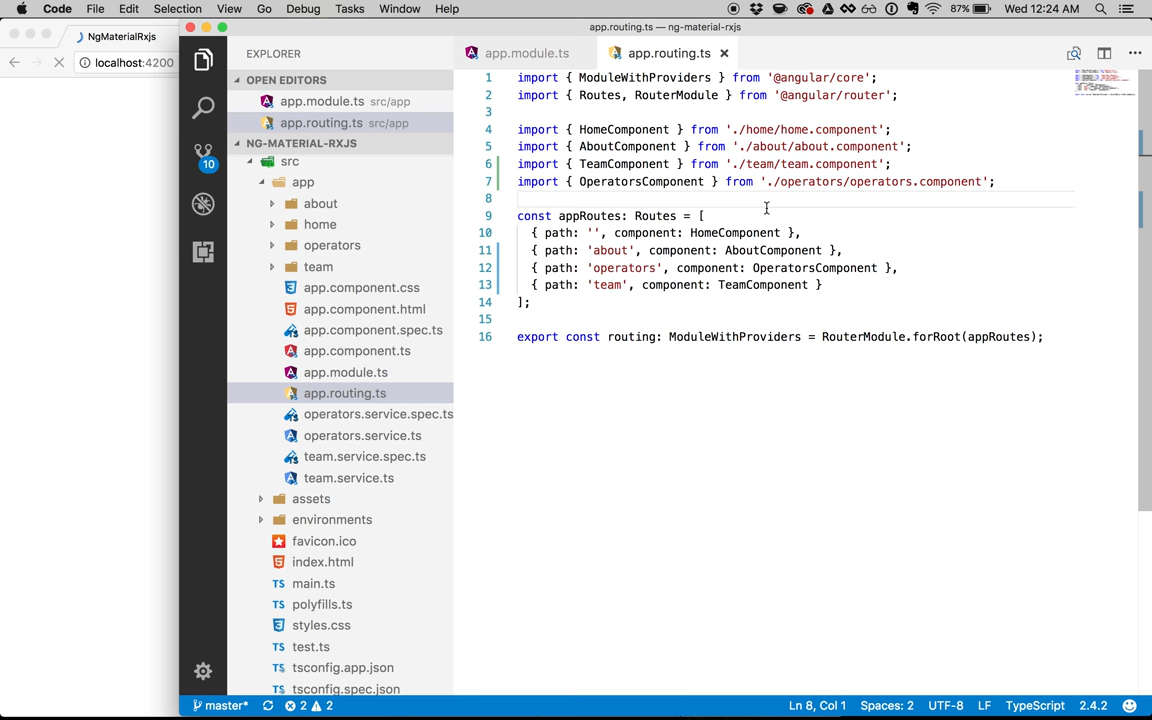 Code File Edit Selection View Go Debug Tasks Window Help 87% Wed 12:24 AM
app.routing.ts — ng-material-rxjs
NgMaterialRxjs
localhost:4200
EXPLORER
OPEN EDITORS
app.module.ts src/app
app.routing.ts src/app
NG-MATERIAL-RXJS
src
app
about
home
operators
team
app.component.css
app.component.html
app.component.spec.ts
app.component.ts
app.module.ts
app.routing.ts
operators.service.spec.ts
operators.service.ts
team.service.spec.ts
team.service.ts
assets
environments
favicon.ico
index.html
TS main.ts
TS polyfills.ts
styles.css
TS test.ts
TS tsconfig.app.json
TS tsconfig.spec.json
10
app.module.ts app.routing.ts
1 import { ModuleWithProviders } from '@angular/core';
2 import { Routes, RouterModule } from '@angular/router';
3
4 import { HomeComponent } from './home/home.component';
5 import { AboutComponent } from './about/about.component';
6 import { TeamComponent } from './team/team.component';
7 import { OperatorsComponent } from './operators/operators.component';
8
9 const appRoutes: Routes = [
10 { path: '', component: HomeComponent },
11 { path: 'about', component: AboutComponent },
12 { path: 'operators', component: OperatorsComponent },
13 { path: 'team', component: TeamComponent }
14 ];
15
16 export const routing: ModuleWithProviders = RouterModule.forRoot(appRoutes);
master* 2 2 Ln 8, Col 1 Spaces: 2 UTF-8 LF TypeScript 2.4.2